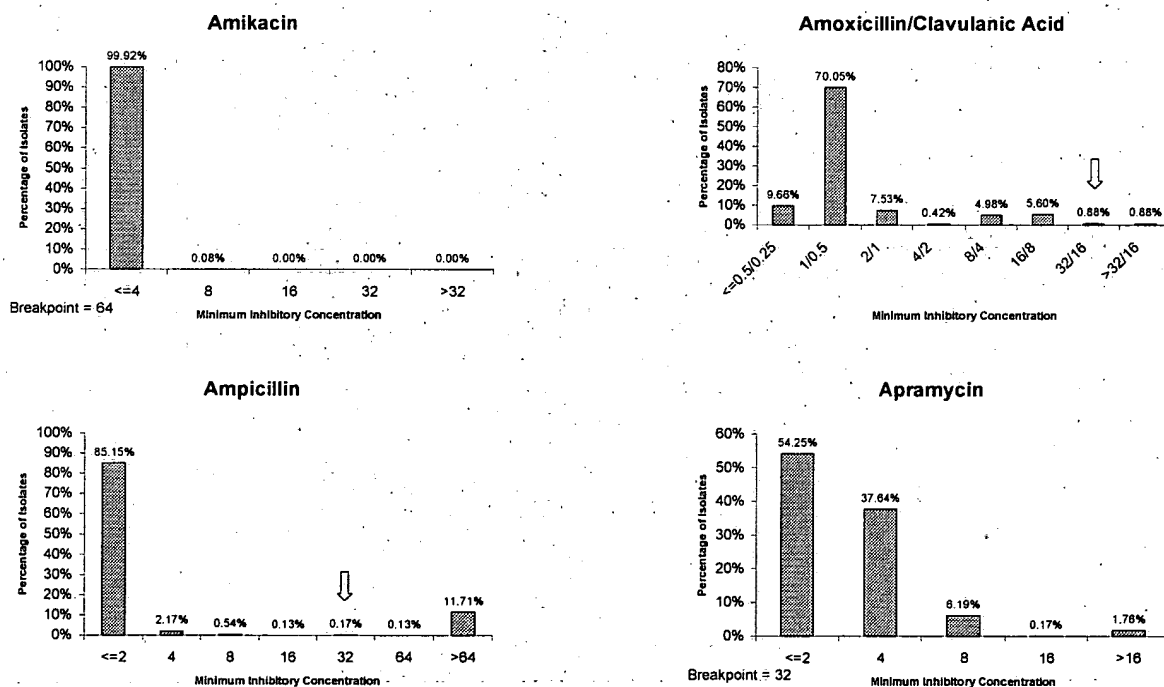 Amikacin
99.92%
100%
90%
80%
70%
60%
50%
40%
30%
20%
10%
0%
Percentage of Isolates
0.08% 0.00% 0.00% 0.00%
<=4 8 16 32 >32
Breakpoint = 64
Minimum Inhibitory Concentration
Amoxicillin/Clavulanic Acid
80%
70%
60%
50%
40%
30%
20%
10%
0%
Percentage of Isolates
9.66% 70.05% 7.53% 0.42% 4.98% 5.60% 0.88% 0.88%
<=0.5/0.25 1/0.5 2/1 4/2 8/4 16/8 32/16 >32/16
Minimum Inhibitory Concentration
Ampicillin
100%
90%
80%
70%
60%
50%
40%
30%
20%
10%
0%
Percentage of Isolates
85.15% 2.17% 0.54% 0.13% 0.17% 0.13% 11.71%
<=2 4 8 16 32 64 >64
Minimum Inhibitory Concentration
Apramycin
60%
50%
40%
30%
20%
10%
0%
Percentage of Isolates
54.25% 37.64% 6.19% 0.17% 1.76%
<=2 4 8 16 >16
Breakpoint = 32
Minimum Inhibitory Concentration